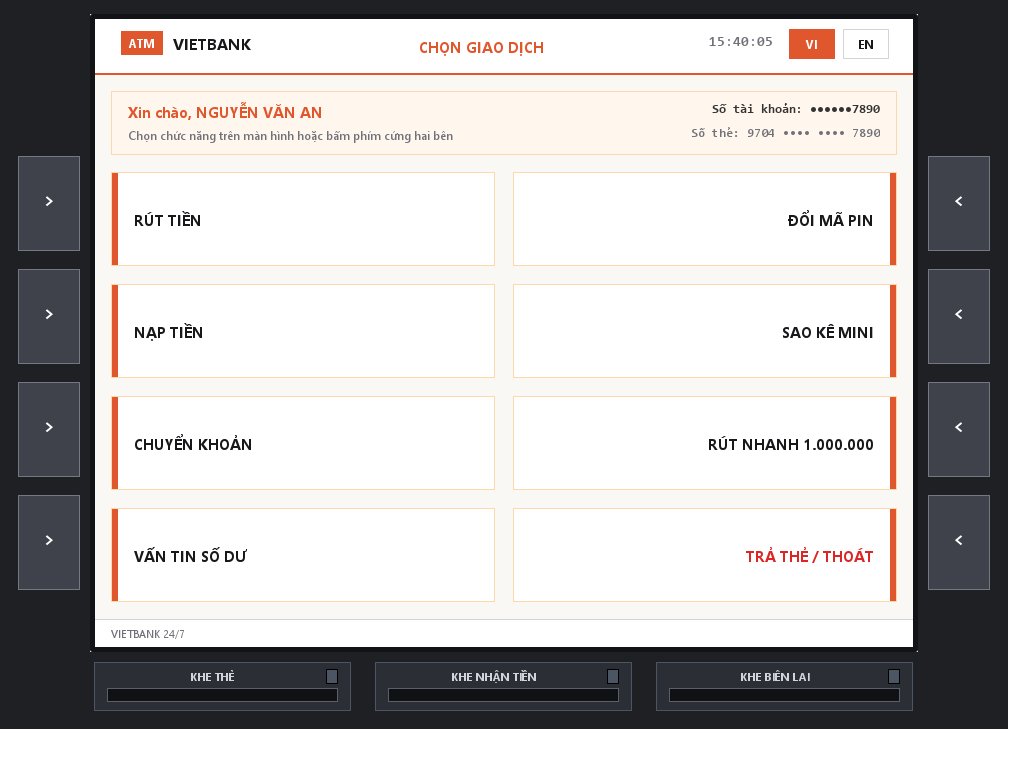 ATM VIETBANK
CHỌN GIAO DỊCH
15:40:05
VI
EN
Xin chào, NGUYỄN VĂN AN
Số tài khoản: ••••••7890
Chọn chức năng trên màn hình hoặc bấm phím cứng hai bên
Số thẻ: 9704 •••• •••• 7890
RÚT TIỀN
ĐỔI MÃ PIN
NẠP TIỀN
SAO KÊ MINI
CHUYỂN KHOẢN
RÚT NHANH 1.000.000
VẤN TIN SỐ DƯ
TRẢ THẺ / THOÁT
VIETBANK 24/7
KHE THẺ
KHE NHẬN TIỀN
KHE BIÊN LAI